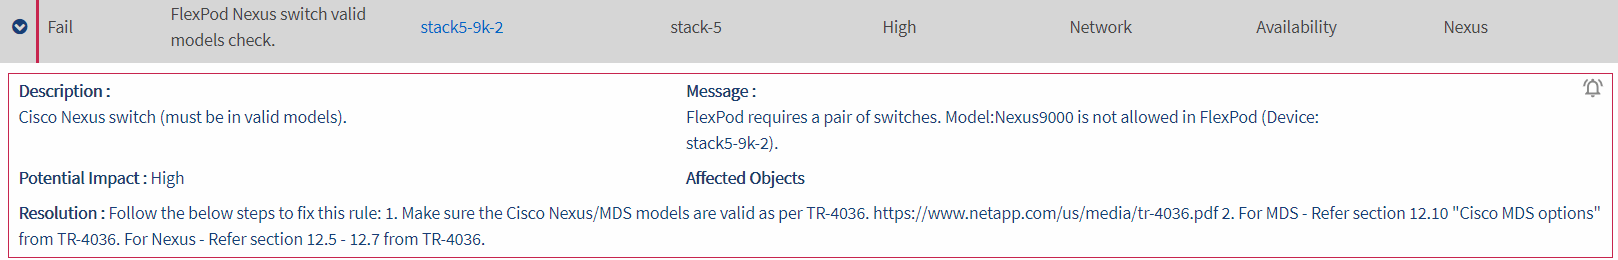 Fail
FlexPod Nexus switch valid
models check.
stack5-9k-2
stack-5
High
Network
Availability
Nexus
Description :
Cisco Nexus switch (must be in valid models).
Message :
FlexPod requires a pair of switches. Model:Nexus9000 is not allowed in FlexPod (Device:
stack5-9k-2).
Potential Impact : High
Affected Objects
Resolution : Follow the below steps to fix this rule: 1. Make sure the Cisco Nexus/MDS models are valid as per TR-4036. https://www.netapp.com/us/media/tr-4036.pdf 2. For MDS - Refer section 12.10 "Cisco MDS options"
from TR-4036. For Nexus - Refer section 12.5 - 12.7 from TR-4036.